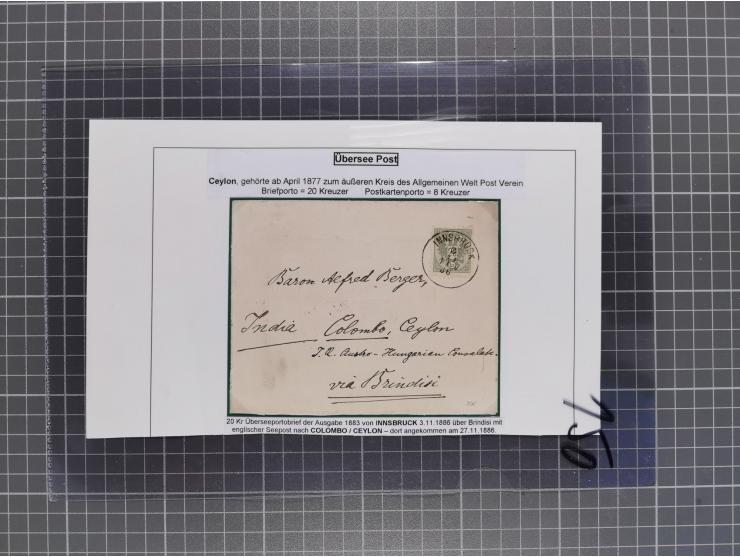 Übersee Post
Ceylon, gehörte ab April 1877 zum äußeren Kreis des Allgemeinen Welt Post Verein
Briefporto = 20 Kreuzer Postkartenporto = 8 Kreuzer
INNSBRUCK
Baron Alfred Berger,
India Colombo, Ceylon
I. R. Austro-Hungarian Consulate.
via Brindisi
20 Kr Überseeportobrief der Ausgabe 1883 von INNSBRUCK 3.11.1886 über Brindisi mit
englischer Seepost nach COLOMBO / CEYLON – dort angekommen am 27.11.1886.
750